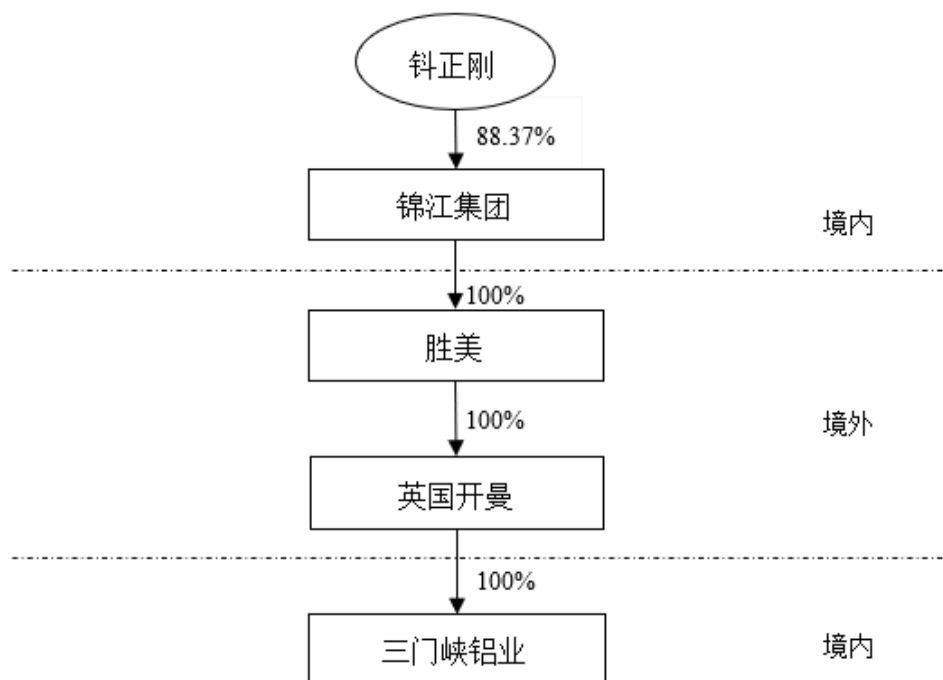 钭正刚
88.37%
锦江集团
境内
100%
胜美
100%
境外
英国开曼
100%
三门峡铝业
境内